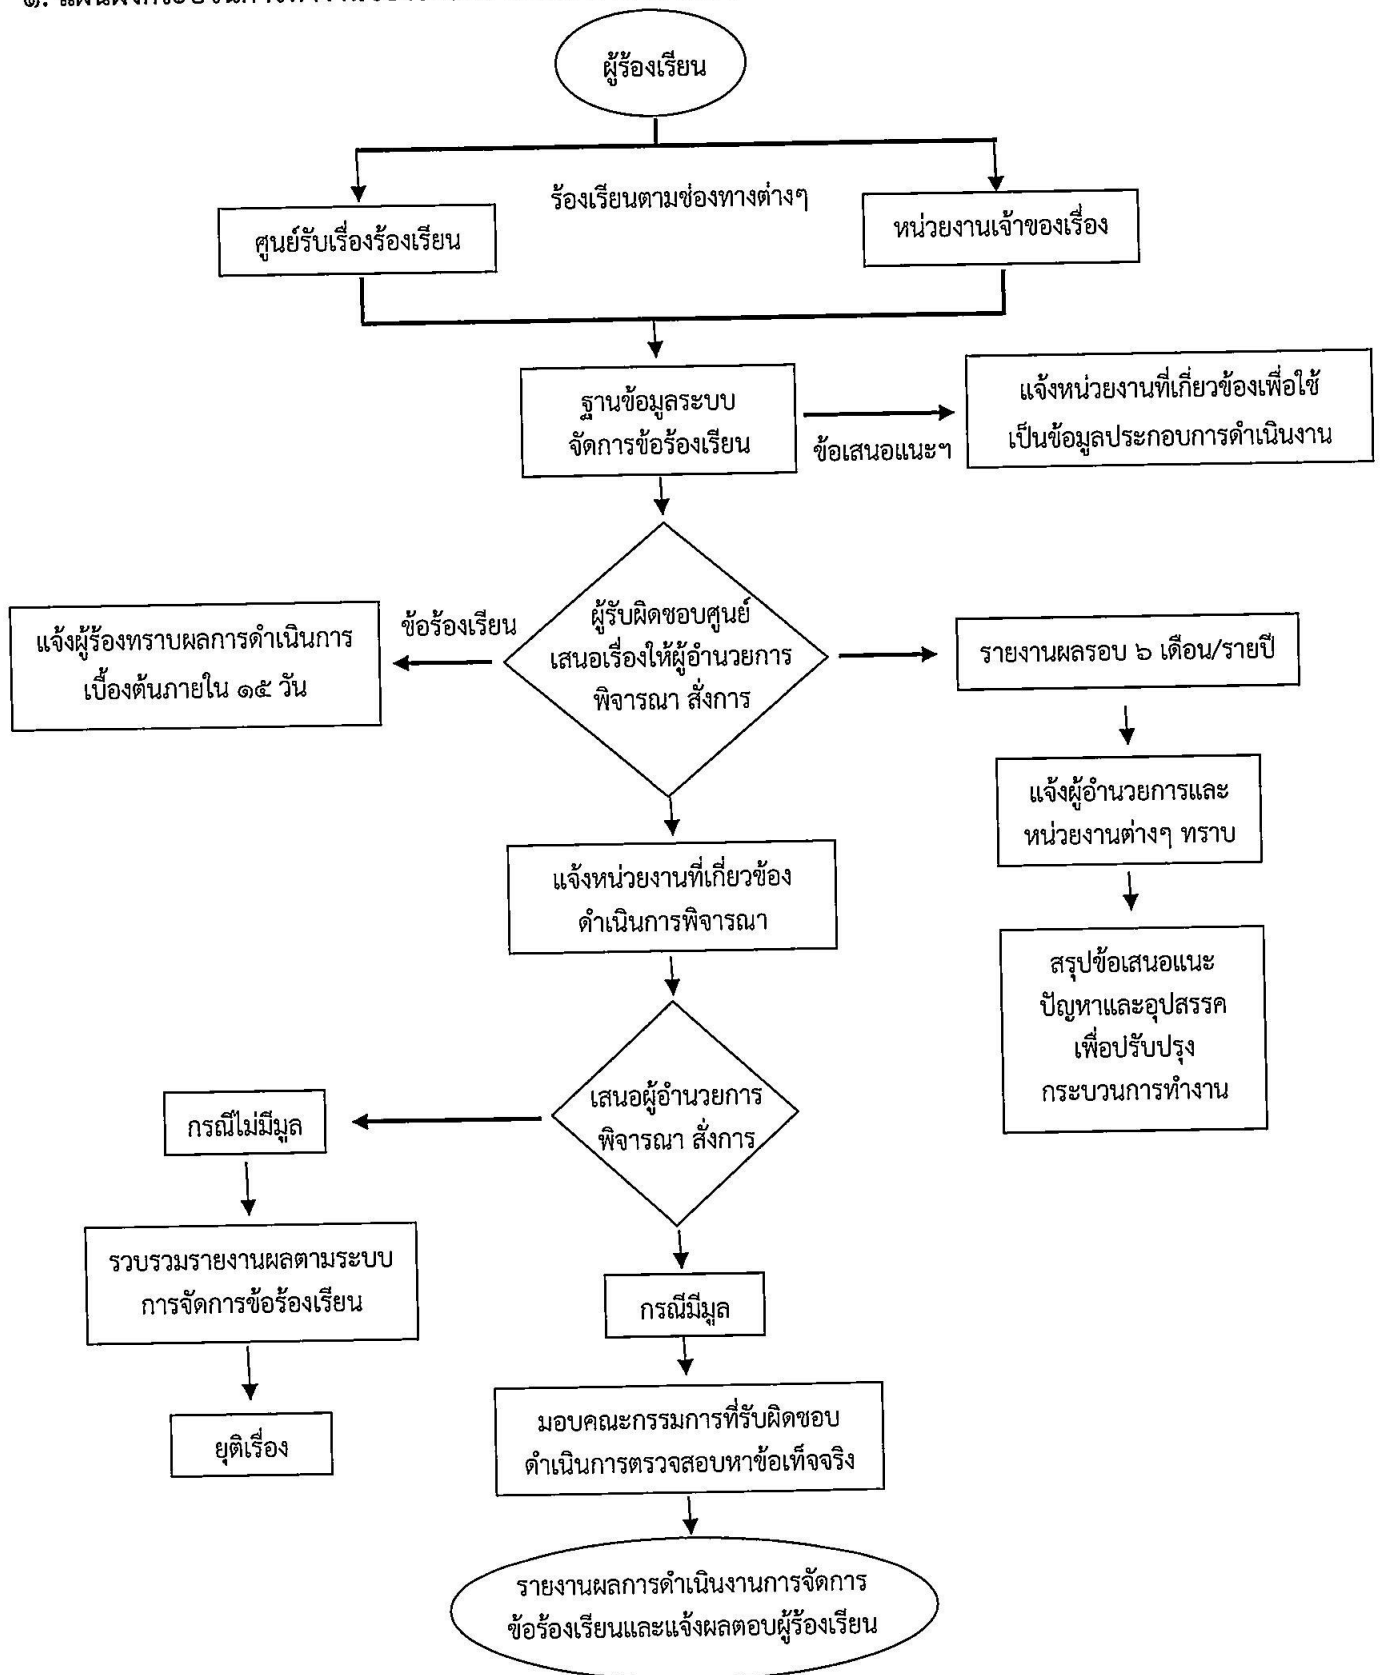 ผู้ร้องเรียน
ร้องเรียนตามช่องทางต่างๆ
ศูนย์รับเรื่องร้องเรียน
หน่วยงานเจ้าของเรื่อง
ฐานข้อมูลระบบ
จัดการข้อร้องเรียน
ข้อเสนอแนะฯ
แจ้งหน่วยงานที่เกี่ยวข้องเพื่อใช้
เป็นข้อมูลประกอบการดำเนินงาน
ผู้รับผิดชอบศูนย์
เสนอเรื่องให้ผู้อำนวยการ
พิจารณา สั่งการ
ข้อร้องเรียน
แจ้งผู้ร้องทราบผลการดำเนินการ
เบื้องต้นภายใน ๑๕ วัน
รายงานผลรอบ ๖ เดือน/รายปี
แจ้งผู้อำนวยการและ
หน่วยงานต่างๆ ทราบ
สรุปข้อเสนอแนะ
ปัญหาและอุปสรรค
เพื่อปรับปรุง
กระบวนการทำงาน
แจ้งหน่วยงานที่เกี่ยวข้อง
ดำเนินการพิจารณา
เสนอผู้อำนวยการ
พิจารณา สั่งการ
กรณีไม่มีมูล
รวบรวมรายงานผลตามระบบ
การจัดการข้อร้องเรียน
ยุติเรื่อง
กรณีมีมูล
มอบคณะกรรมการที่รับผิดชอบ
ดำเนินการตรวจสอบหาข้อเท็จจริง
รายงานผลการดำเนินงานการจัดการ
ข้อร้องเรียนและแจ้งผลตอบผู้ร้องเรียน